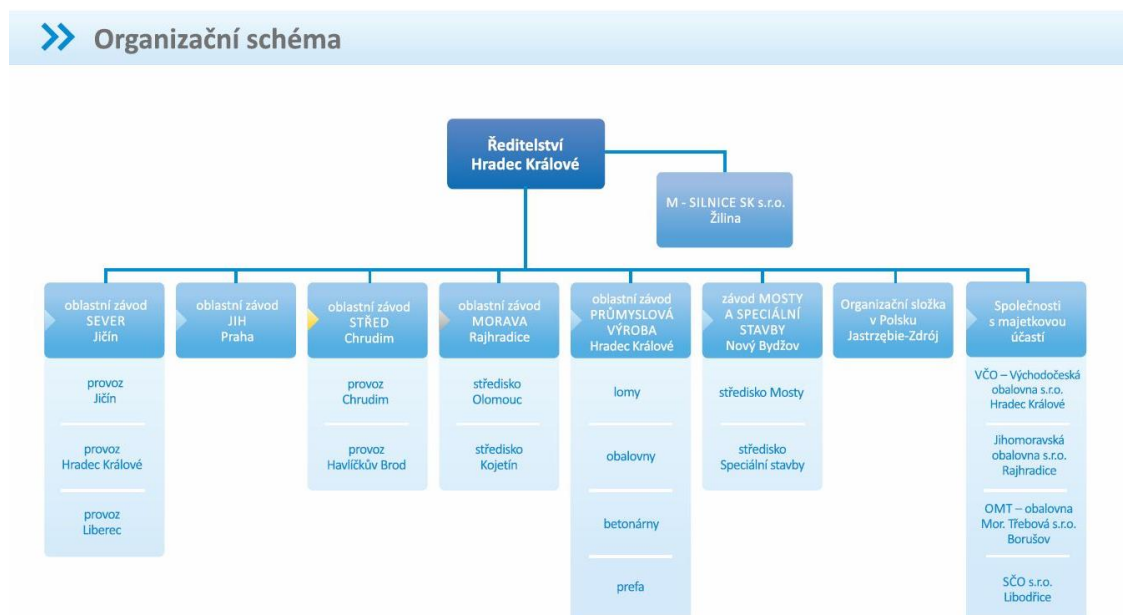 Organizační schéma
Ředitelství
Hradec Králové
M - SILNICE SK s.r.o.
Žilina
oblastní závod
SEVER
Jičín
provoz
Jičín
provoz
Hradec Králové
provoz
Liberec
oblastní závod
JIH
Praha
oblastní závod
STŘED
Chrudim
provoz
Chrudim
provoz
Havlíčkův Brod
oblastní závod
MORAVA
Rajhradice
středisko
Olomouc
středisko
Kojetín
oblastní závod
PRŮMYSLOVÁ
VÝROBA
Hradec Králové
lomy
obalovny
betonárny
prefa
závod MOSTY
A SPECIÁLNÍ
STAVBY
Nový Bydžov
středisko Mosty
středisko
Speciální stavby
Organizační složka
v Polsku
Jastrzębie-Zdrój
Společnosti
s majetkovou
účastí
VČO – Východočeská
obalovna s.r.o.
Hradec Králové
Jihomoravská
obalovna s.r.o.
Rajhradice
OMT – obalovna
Mor. Třebová s.r.o.
Borušov
SČO s.r.o.
Libodřice